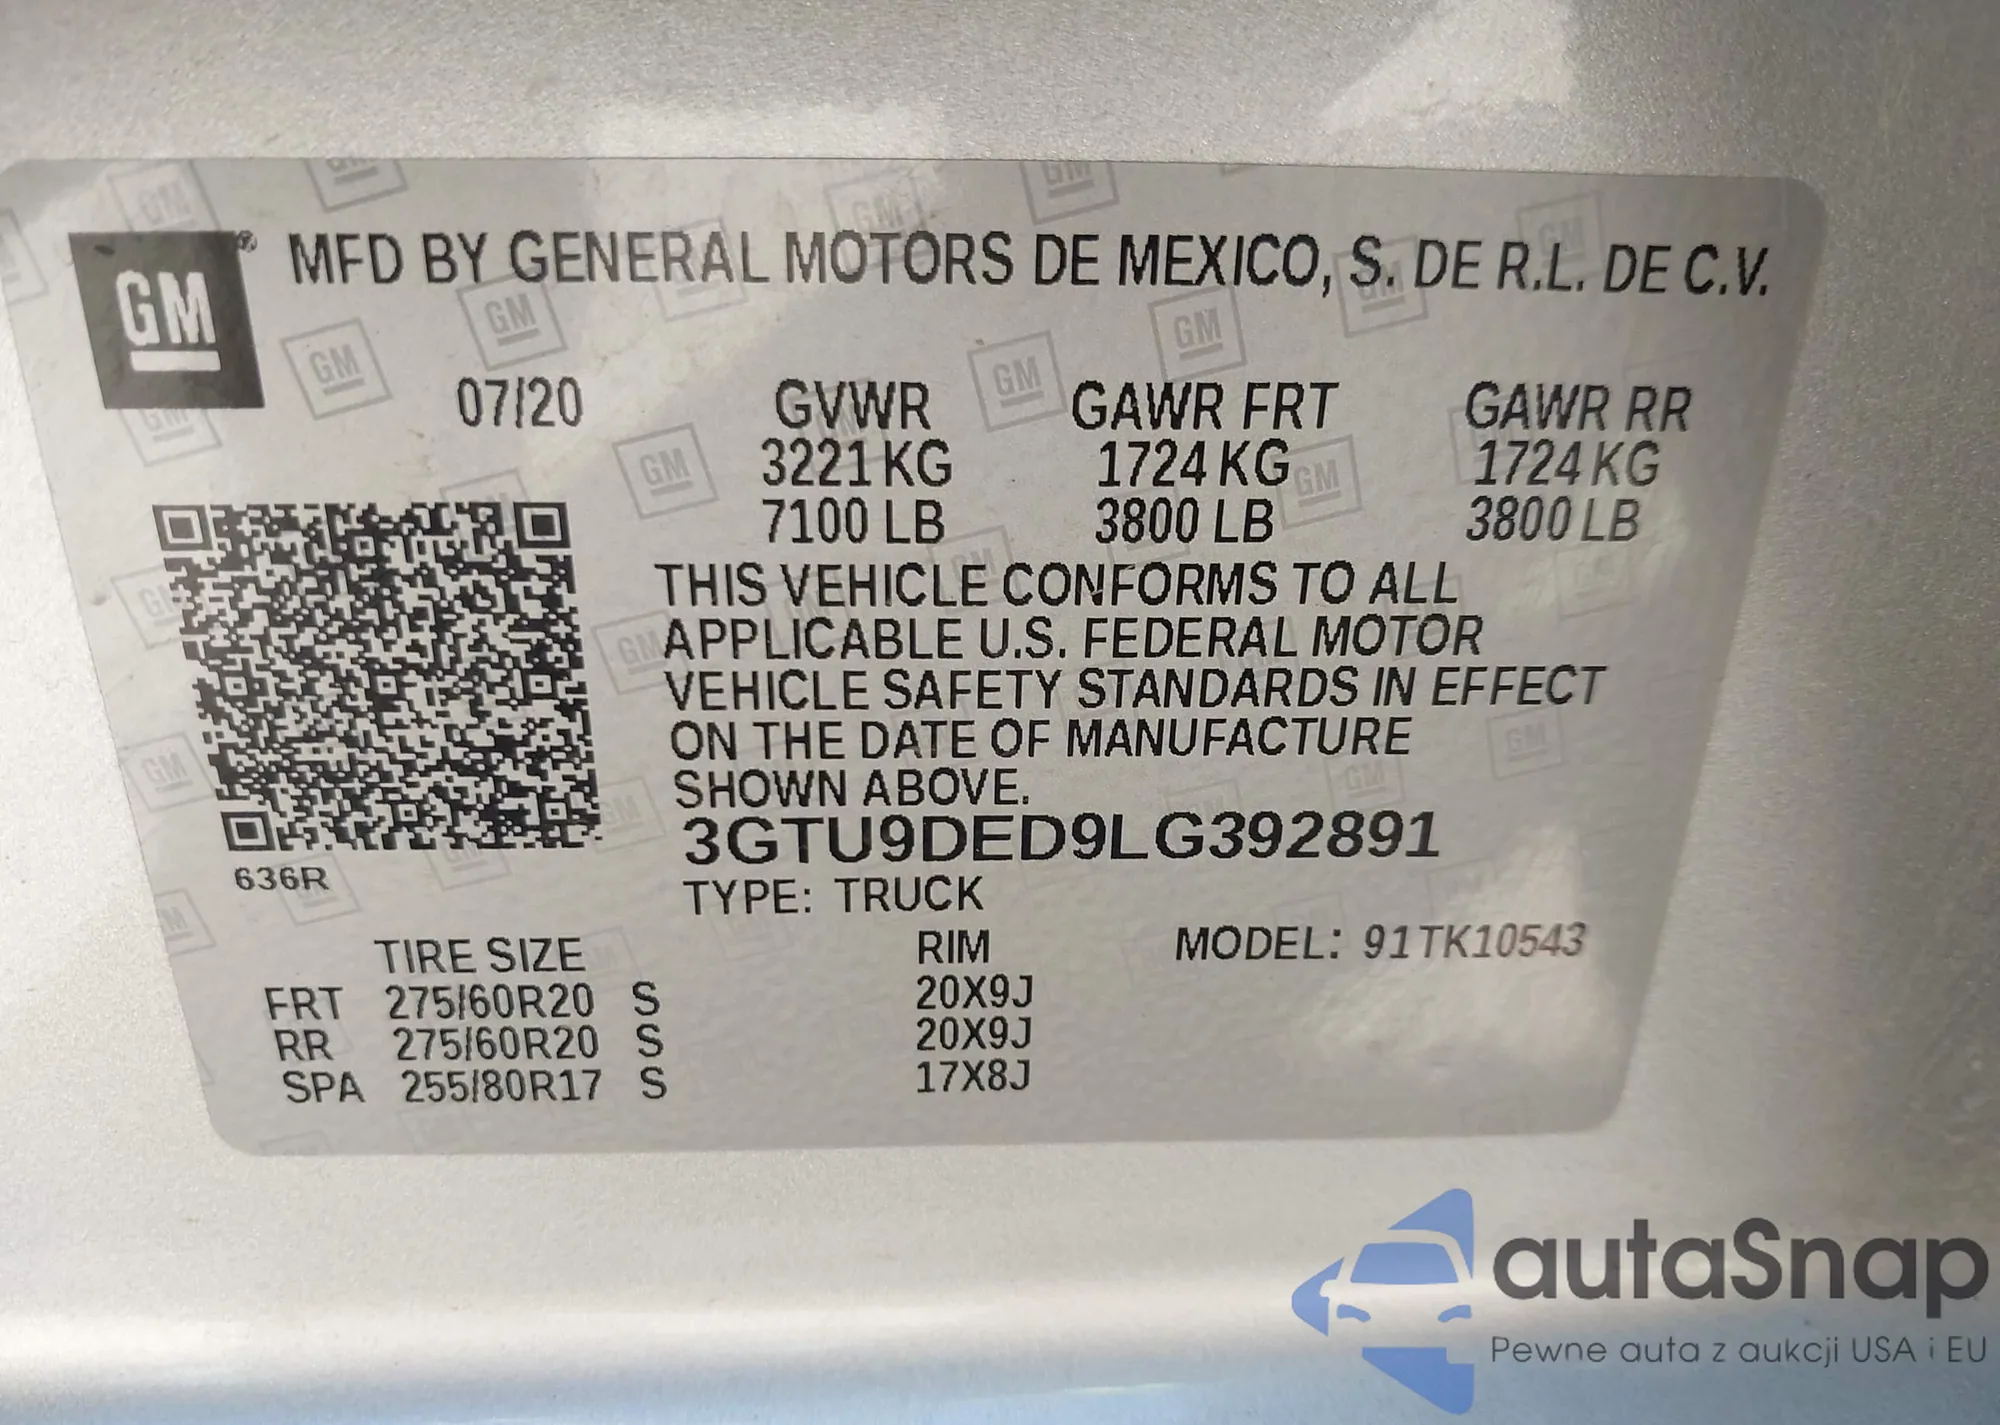 GM® MFD BY GENERAL MOTORS DE MEXICO, S. DE R.L. DE C.V.
07/20 GVWR GAWR FRT GAWR RR
3221 KG 1724 KG 1724 KG
7100 LB 3800 LB 3800 LB
THIS VEHICLE CONFORMS TO ALL
APPLICABLE U.S. FEDERAL MOTOR
VEHICLE SAFETY STANDARDS IN EFFECT
ON THE DATE OF MANUFACTURE
SHOWN ABOVE.
3GTU9DED9LG392891
636R
TYPE: TRUCK
TIRE SIZE RIM MODEL: 91TK10543
FRT 275/60R20 S 20X9J
RR 275/60R20 S 20X9J
SPA 255/80R17 S 17X8J
autaSnap
Pewne auta z aukcji USA i EU